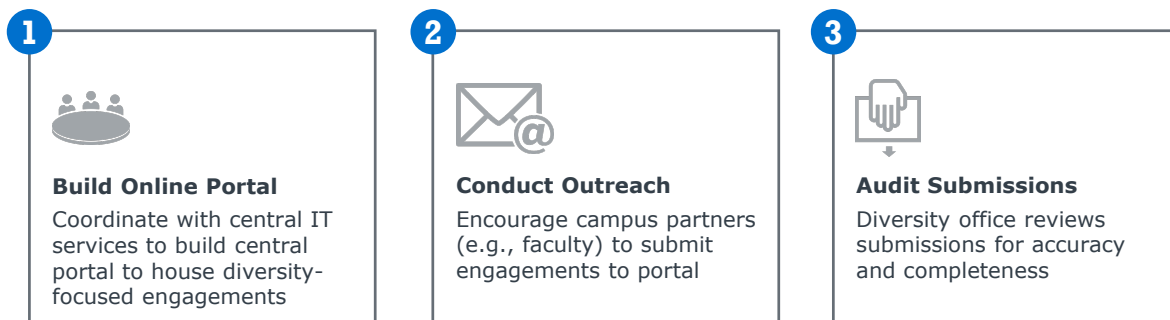 1
Build Online Portal
Coordinate with central IT
services to build central
portal to house diversity-
focused engagements
2
@
Conduct Outreach
Encourage campus partners
(e.g., faculty) to submit
engagements to portal
3
Audit Submissions
Diversity office reviews
submissions for accuracy
and completeness